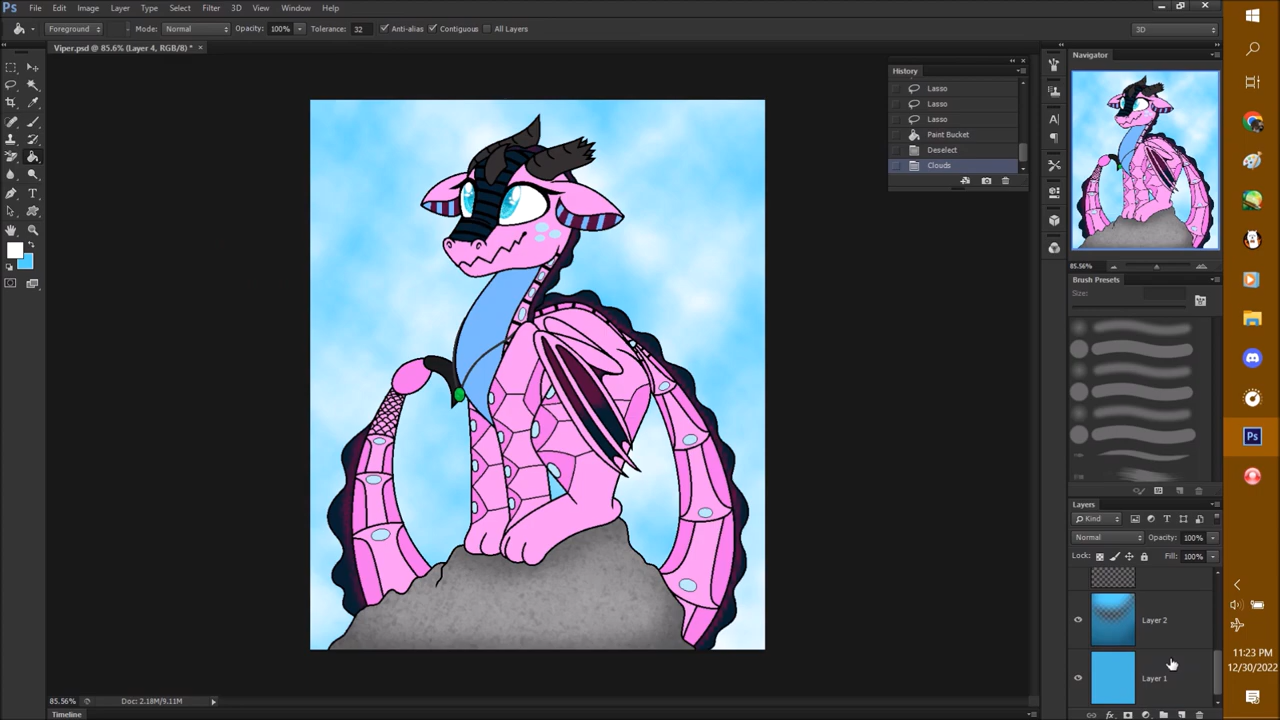 Ps File Edit Image Layer Type Select Filter 3D View Window Help
Foreground Mode: Normal Opacity: 100% Tolerance: 32 Anti-alias Contiguous All Layers 3D
Viper.psd @ 85.6% (Layer 4, RGB/8) * ×
History
Lasso
Lasso
Lasso
Paint Bucket
Deselect
Clouds
Navigator
85.56%
Brush Presets
Size:
Layers
Kind
Normal Opacity: 100%
Lock: Fill: 100%
Layer 2
Layer 1
Ps
11:23 PM
12/30/2022
85.56% Doc: 2.18M/9.11M
Timeline